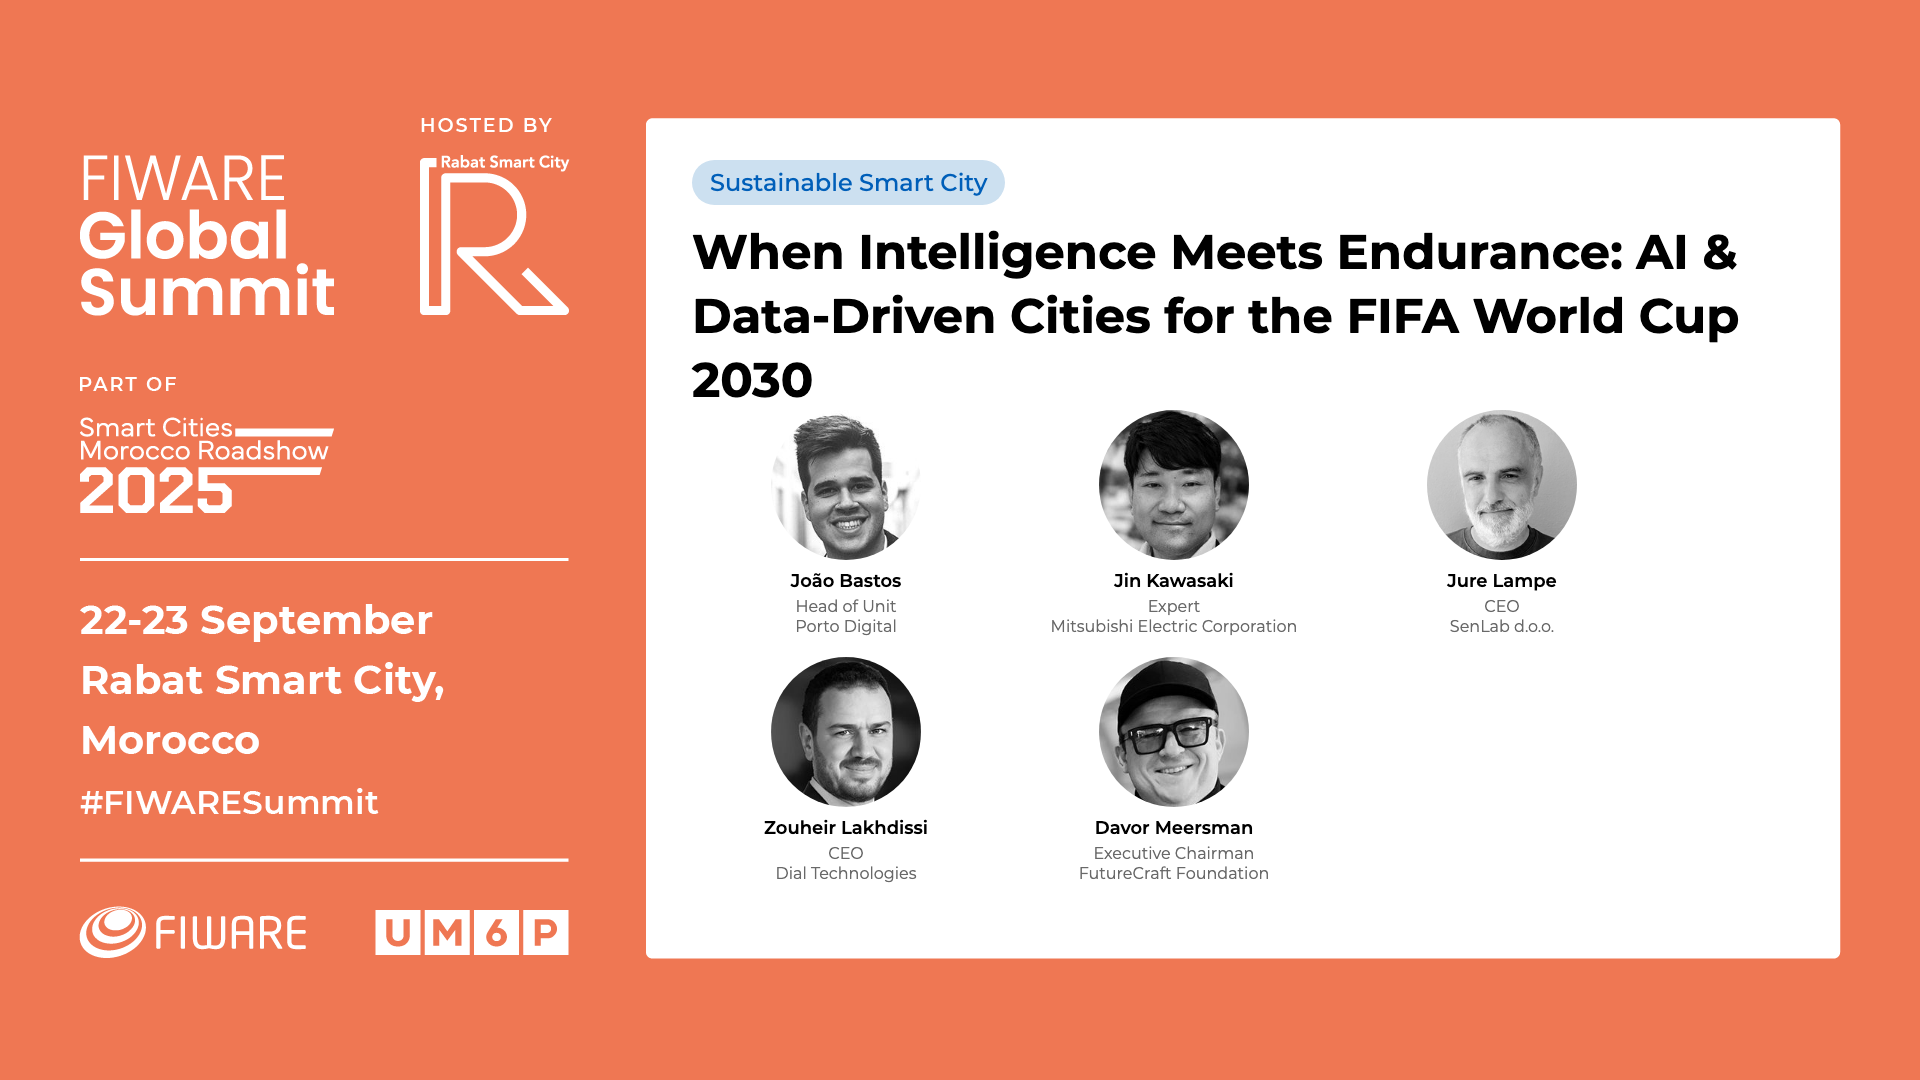 FIWARE
Global
Summit
HOSTED BY
Rabat Smart City
R
PART OF
Smart Cities
Morocco Roadshow
2025
22-23 September
Rabat Smart City,
Morocco
#FIWARESummit
FIWARE
UM6P
Sustainable Smart City
When Intelligence Meets Endurance: AI &
Data-Driven Cities for the FIFA World Cup
2030
João Bastos
Head of Unit
Porto Digital
Jin Kawasaki
Expert
Mitsubishi Electric Corporation
Jure Lampe
CEO
SenLab d.o.o.
Zouheir Lakhdissi
CEO
Dial Technologies
Davor Meersman
Executive Chairman
FutureCraft Foundation